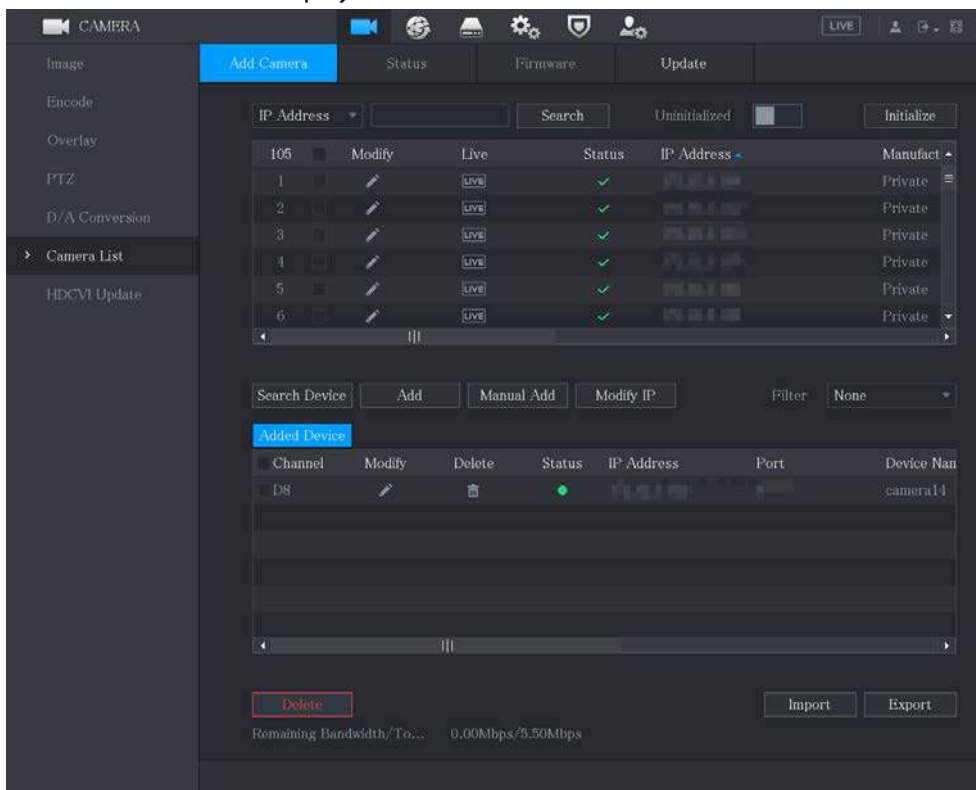 CAMERA LIVE
Image Add Camera Status Firmware Update
Encode
IP Address Search Uninitialized Initialize
Overlay
105 Modify Live Status IP Address Manufact
PTZ 1 LIVE Private
D/A Conversion 2 LIVE Private
3 LIVE Private
Camera List 4 LIVE Private
HDCVI Update 5 LIVE Private
6 LIVE Private
Search Device Add Manual Add Modify IP Filter None
Added Device
Channel Modify Delete Status IP Address Port Device Nan
D8 camera14
Delete Import Export
Remaining Bandwidth/To... 0.00Mbps/5.50Mbps